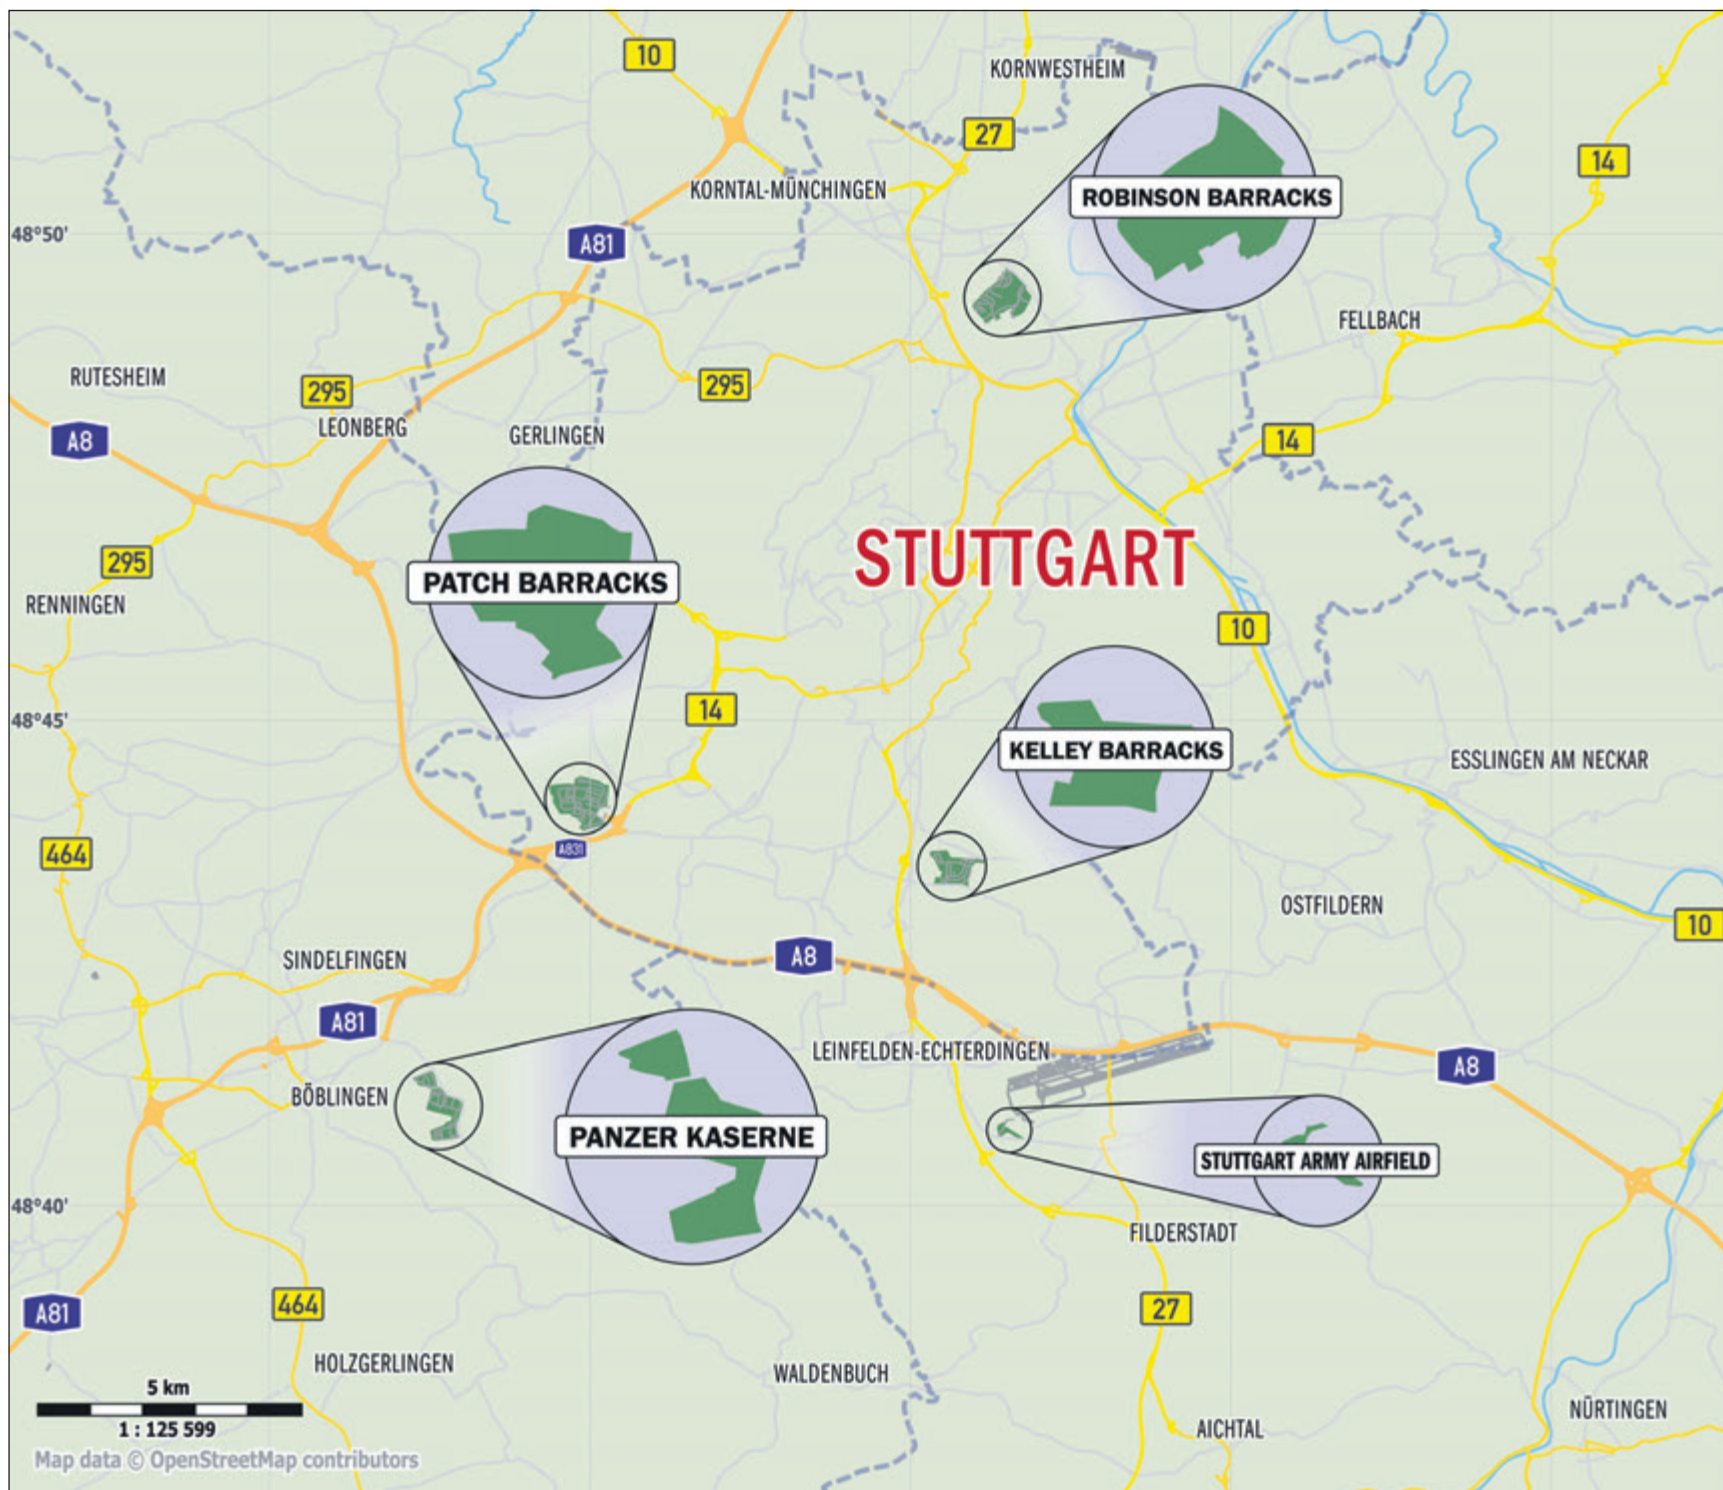 10
KORNWESTHEIM
27
14
KORNTAL-MÜNCHINGEN
ROBINSON BARRACKS
48°50'
A81
FELLBACH
RUTESHEIM
295
295
LEONBERG
GERLINGEN
A8
14
STUTTGART
295
PATCH BARRACKS
RENNINGEN
10
14
48°45'
KELLEY BARRACKS
ESSLINGEN AM NECKAR
464
A831
OSTFILDERN
10
SINDELFINGEN
A8
A81
LEINFELDEN-ECHTERDINGEN
A8
BÖBLINGEN
PANZER KASERNE
STUTTGART ARMY AIRFIELD
48°40'
FILDERSTADT
A81
464
27
HOLZGERLINGEN
WALDENBUCH
5 km
NÜRTINGEN
1 : 125 599
AICHTAL
Map data © OpenStreetMap contributors